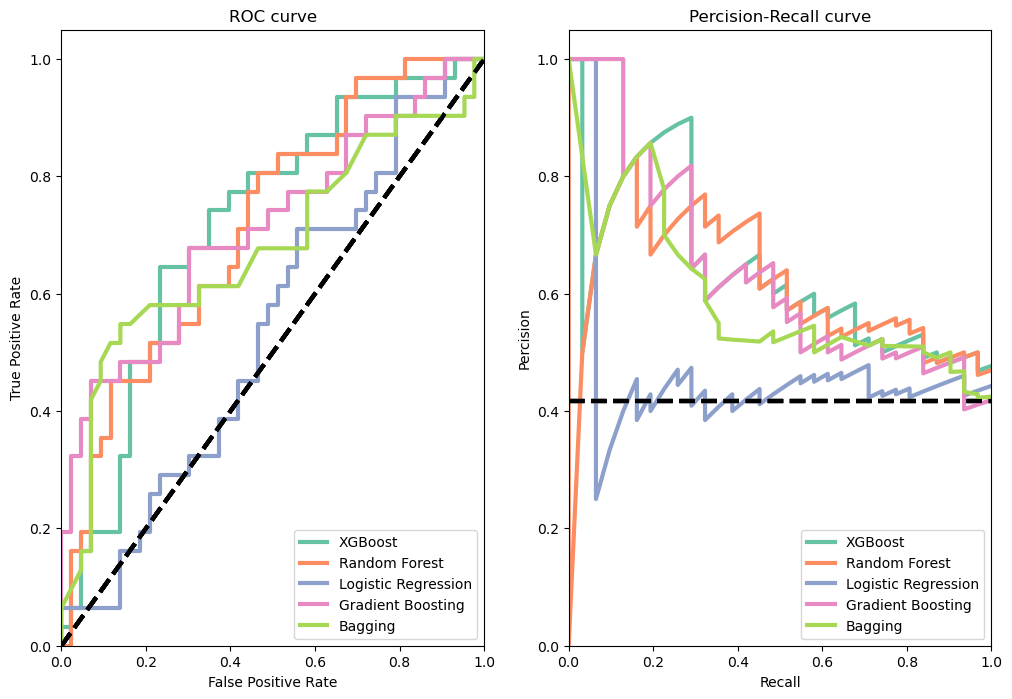 ROC curve
True Positive Rate
1.0
0.8
0.6
0.4
0.2
0.0
0.0 0.2 0.4 0.6 0.8 1.0
False Positive Rate
XGBoost
Random Forest
Logistic Regression
Gradient Boosting
Bagging
Percision-Recall curve
Percision
1.0
0.8
0.6
0.4
0.2
0.0
0.0 0.2 0.4 0.6 0.8 1.0
Recall
XGBoost
Random Forest
Logistic Regression
Gradient Boosting
Bagging